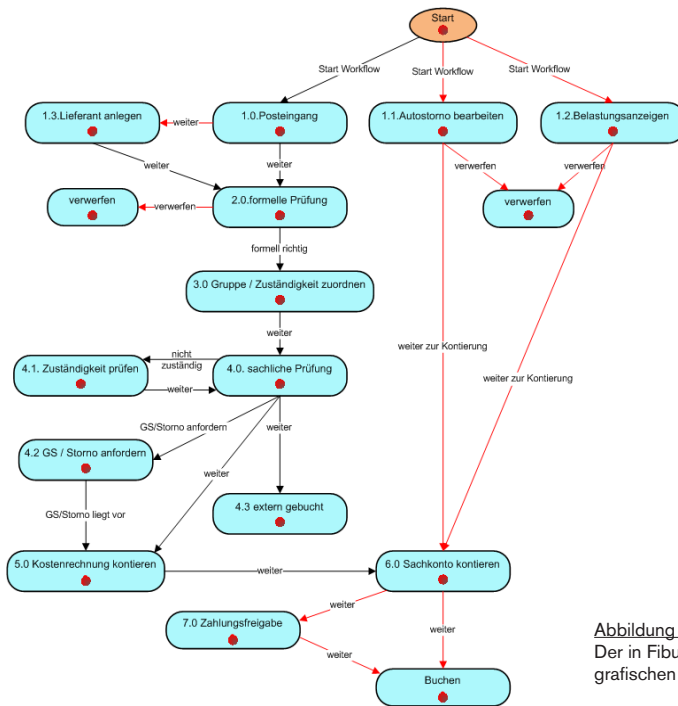 Start
Start Workflow
Start Workflow
Start Workflow
1.3.Lieferant anlegen
weiter
1.0.Posteingang
1.1.Autostorno bearbeiten
1.2.Belastungsanzeigen
weiter
weiter
verwerfen
verwerfen
verwerfen
verwerfen
2.0.formelle Prüfung
verwerfen
formell richtig
3.0 Gruppe / Zuständigkeit zuordnen
weiter
weiter zur Kontierung
4.1. Zuständigkeit prüfen
nicht
zuständig
weiter
4.0. sachliche Prüfung
weiter zur Kontierung
GS/Storno anfordern
weiter
4.2 GS / Storno anfordern
weiter
4.3 extern gebucht
GS/Storno liegt vor
5.0 Kostenrechnung kontieren
weiter
6.0 Sachkonto kontieren
weiter
7.0 Zahlungsfreigabe
weiter
weiter
Buchen
Abbildung
Der in Fibu
grafischen